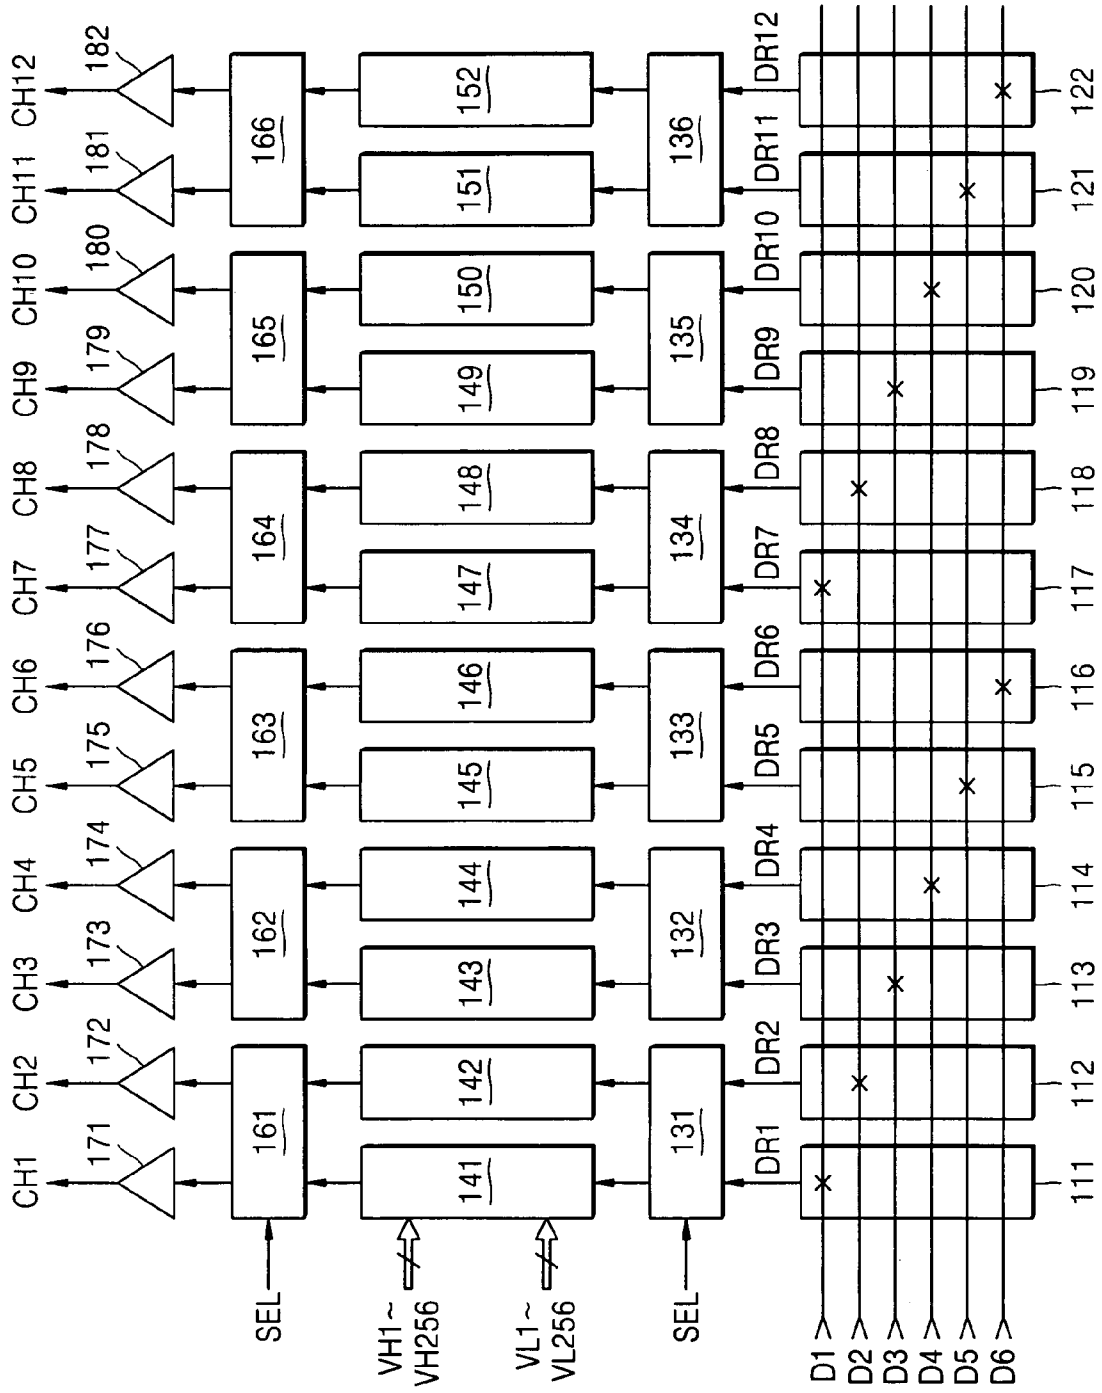 CH1 CH2 CH3 CH4 CH5 CH6 CH7 CH8 CH9 CH10 CH11 CH12
171 172 173 174 175 176 177 178 179 180 181 182
SEL 161 162 163 164 165 166
VH1~
VH256
141 142 143 144 145 146 147 148 149 150 151 152
VL1~
VL256
SEL 131 132 133 134 135 136
DR1 DR2 DR3 DR4 DR5 DR6 DR7 DR8 DR9 DR10 DR11 DR12
D1
D2
D3
D4
D5
D6
111 112 113 114 115 116 117 118 119 120 121 122